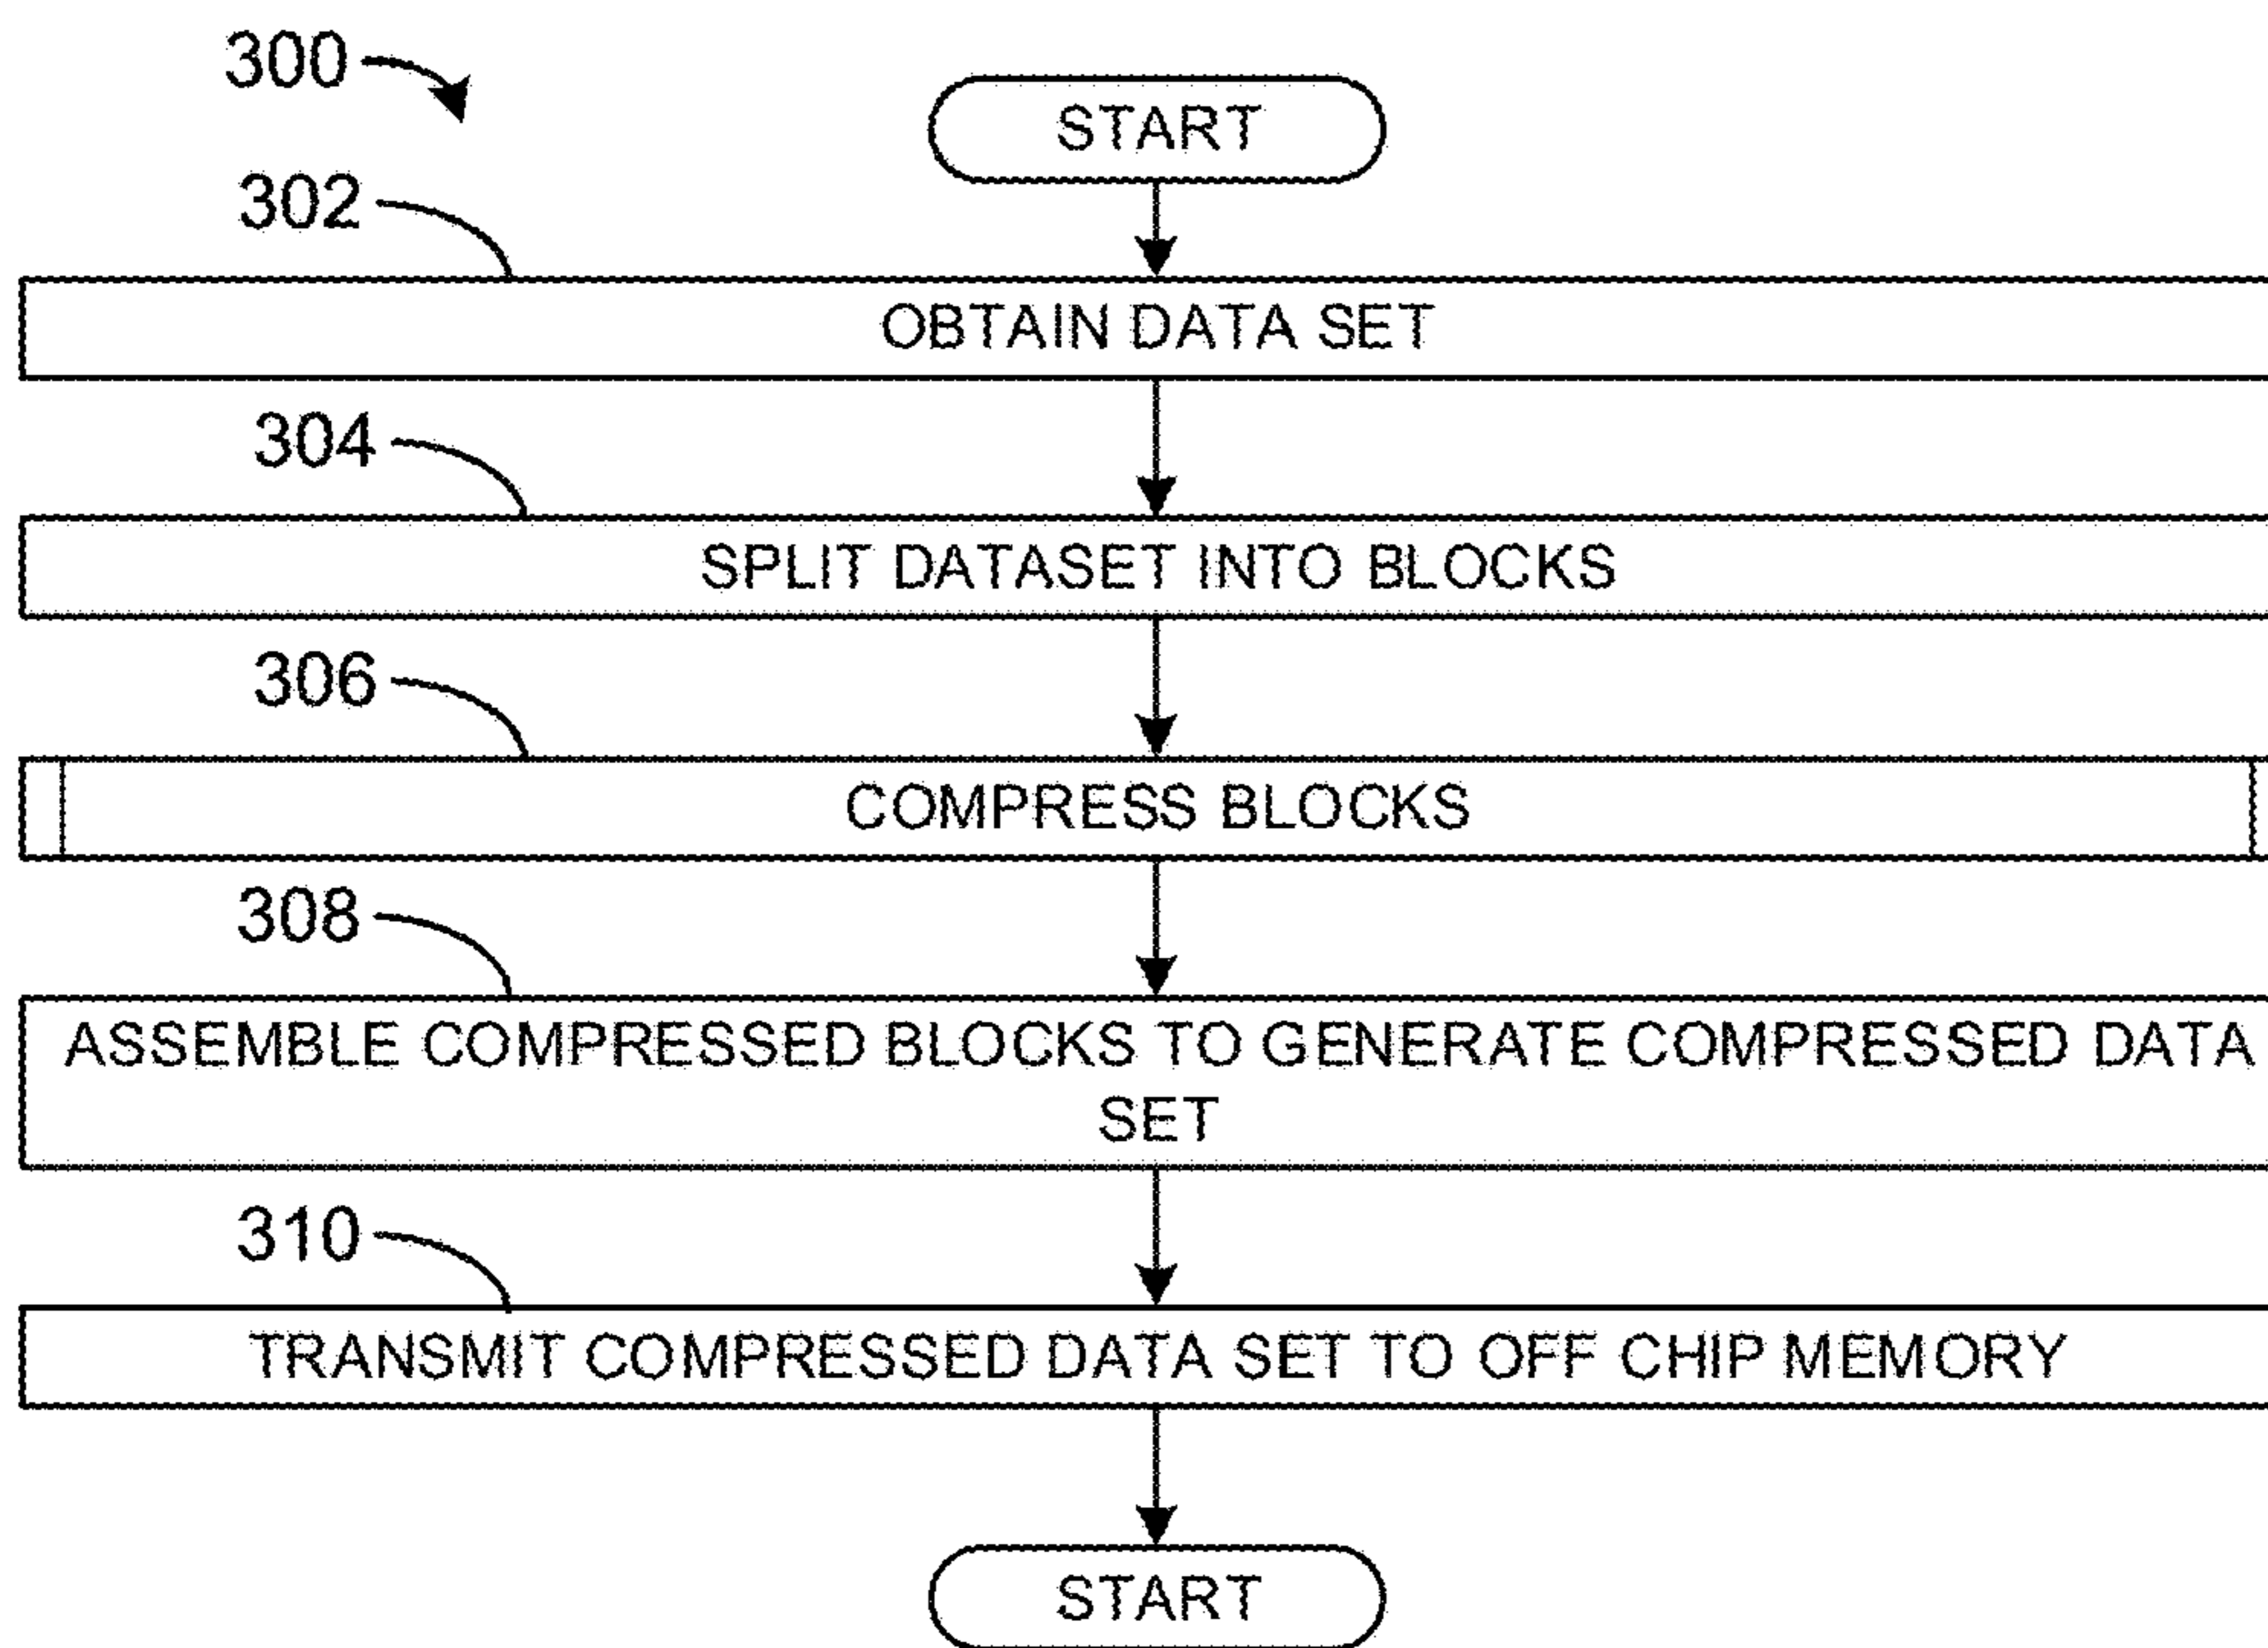 300
START
302
OBTAIN DATA SET
304
SPLIT DATASET INTO BLOCKS
306
COMPRESS BLOCKS
308
ASSEMBLE COMPRESSED BLOCKS TO GENERATE COMPRESSED DATA
SET
310
TRANSMIT COMPRESSED DATA SET TO OFF CHIP MEMORY
START